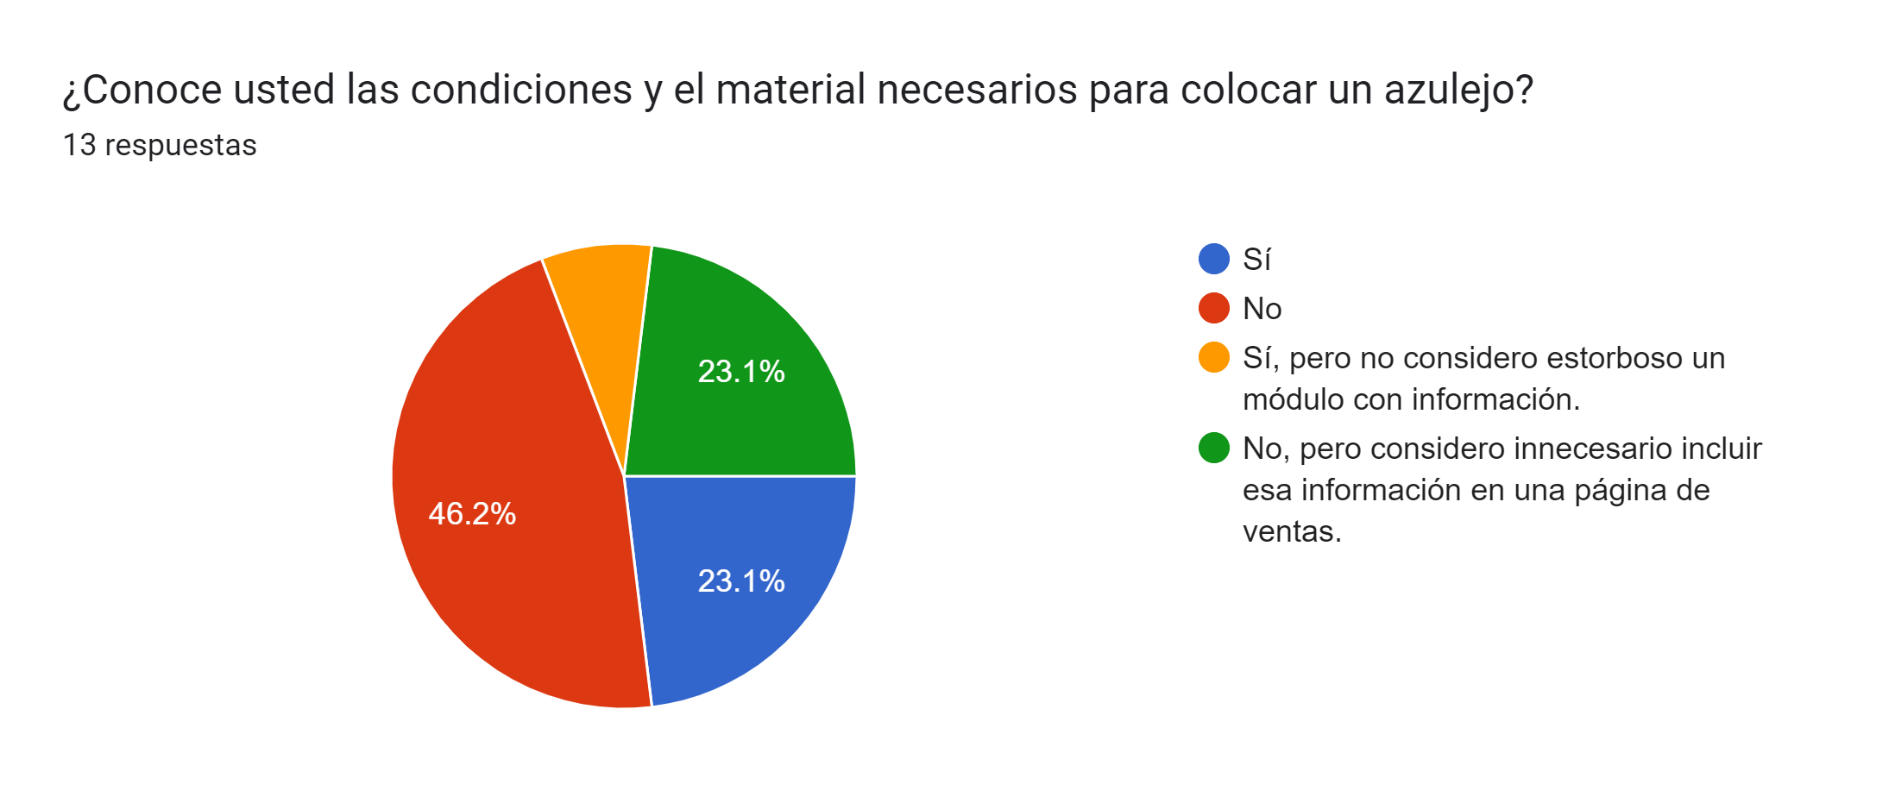 ¿Conoce usted las condiciones y el material necesarios para colocar un azulejo?
13 respuestas
Sí
No
Sí, pero no considero estorboso un
módulo con información.
No, pero considero innecesario incluir
esa información en una página de
ventas.
23.1%
46.2%
23.1%